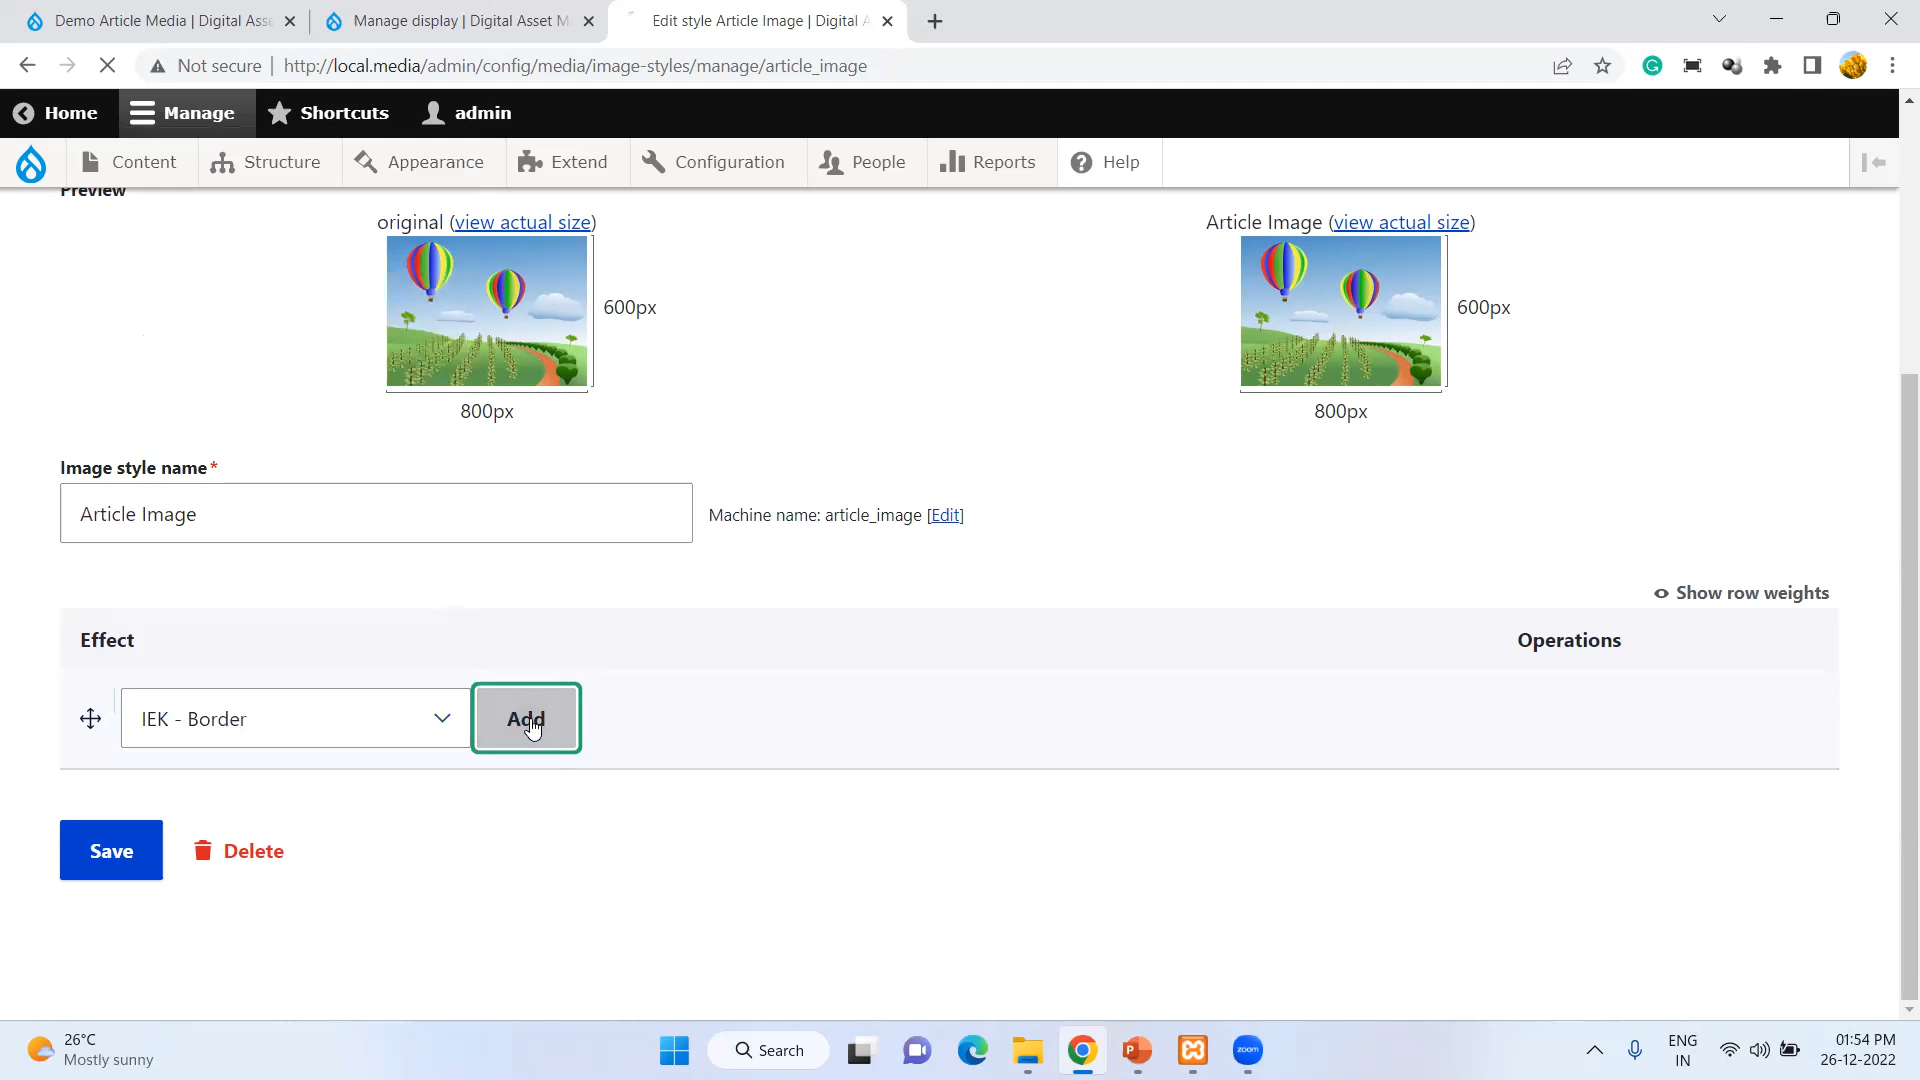 Demo Article Media | Digital Asse
Manage display | Digital Asset M
Edit style Article Image | Digital A
Not secure
http://local.media/admin/config/media/image-styles/manage/article_image
Home
Manage
Shortcuts
admin
Content
Structure
Appearance
Extend
Configuration
People
Reports
Help
Preview
original (view actual size)
Article Image (view actual size)
600px
600px
800px
800px
Image style name*
Article Image
Machine name: article_image [Edit]
Show row weights
Effect
Operations
IEK - Border
Add
Save
Delete
26°C
Mostly sunny
Search
zoom
ENG
IN
01:54 PM
26-12-2022